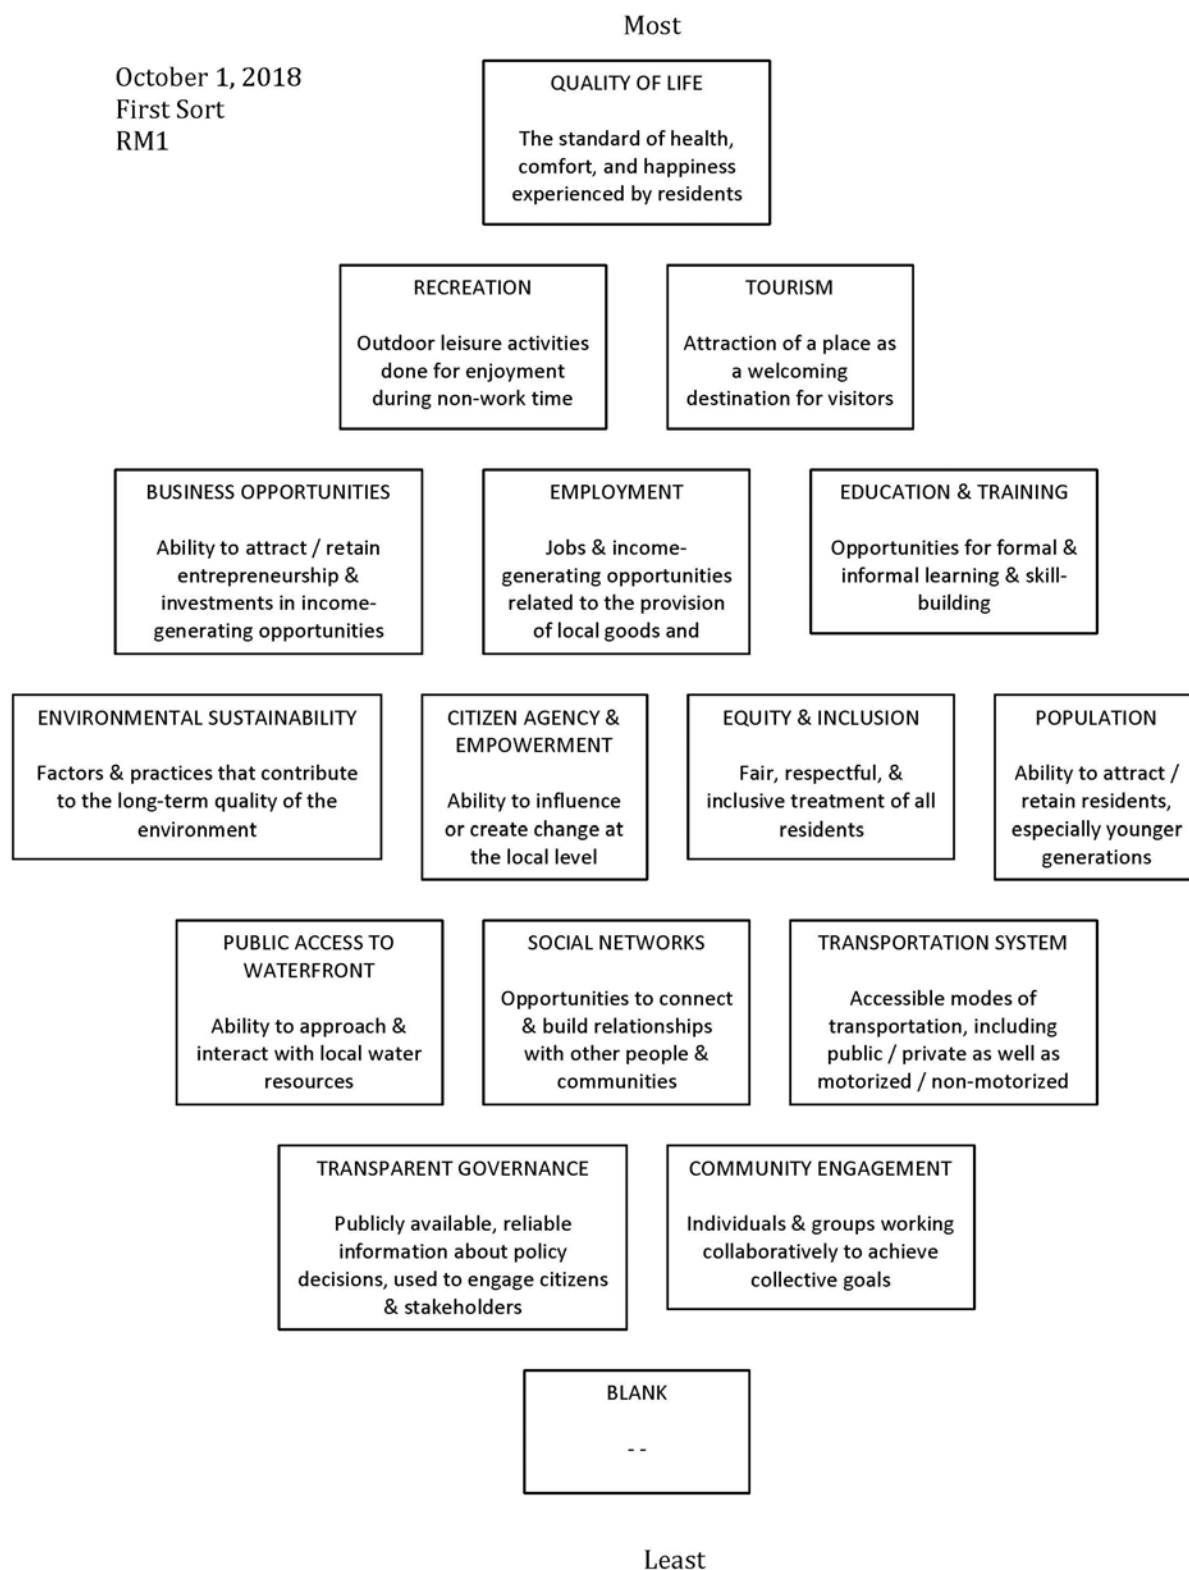 Most
October 1, 2018
First Sort
RM1
QUALITY OF LIFE
The standard of health,
comfort, and happiness
experienced by residents
RECREATION
Outdoor leisure activities
done for enjoyment
during non-work time
TOURISM
Attraction of a place as
a welcoming
destination for visitors
BUSINESS OPPORTUNITIES
Ability to attract / retain
entrepreneurship &
investments in income-
generating opportunities
EMPLOYMENT
Jobs & income-
generating opportunities
related to the provision
of local goods and
EDUCATION & TRAINING
Opportunities for formal &
informal learning & skill-
building
ENVIRONMENTAL SUSTAINABILITY
Factors & practices that contribute
to the long-term quality of the
environment
CITIZEN AGENCY &
EMPOWERMENT
Ability to influence
or create change at
the local level
EQUITY & INCLUSION
Fair, respectful, &
inclusive treatment of all
residents
POPULATION
Ability to attract /
retain residents,
especially younger
generations
PUBLIC ACCESS TO
WATERFRONT
Ability to approach &
interact with local water
resources
SOCIAL NETWORKS
Opportunities to connect
& build relationships
with other people &
communities
TRANSPORTATION SYSTEM
Accessible modes of
transportation, including
public / private as well as
motorized / non-motorized
TRANSPARENT GOVERNANCE
Publicly available, reliable
information about policy
decisions, used to engage citizens
& stakeholders
COMMUNITY ENGAGEMENT
Individuals & groups working
collaboratively to achieve
collective goals
BLANK
- -
Least